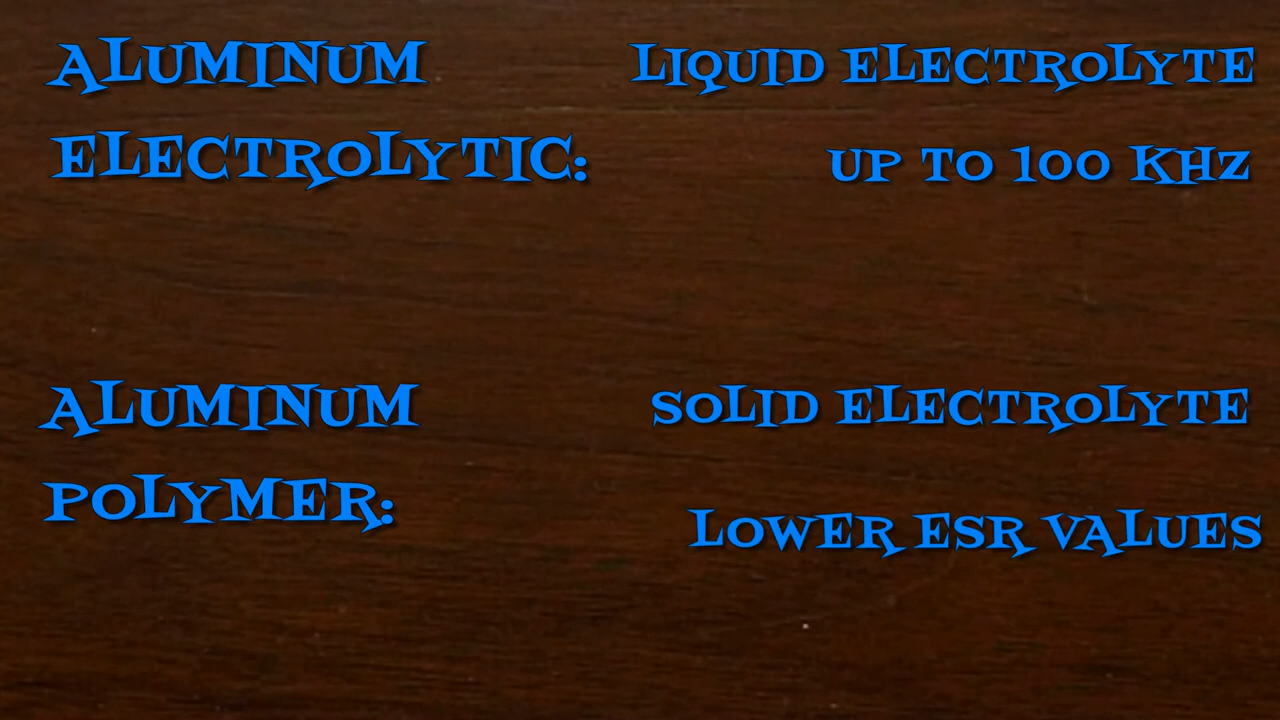 ALUMINUM
ELECTROLYTIC:
LIQUID ELECTROLYTE
UP TO 100 KHZ
ALUMINUM
POLYMER:
SOLID ELECTROLYTE
LOWER ESR VALUES